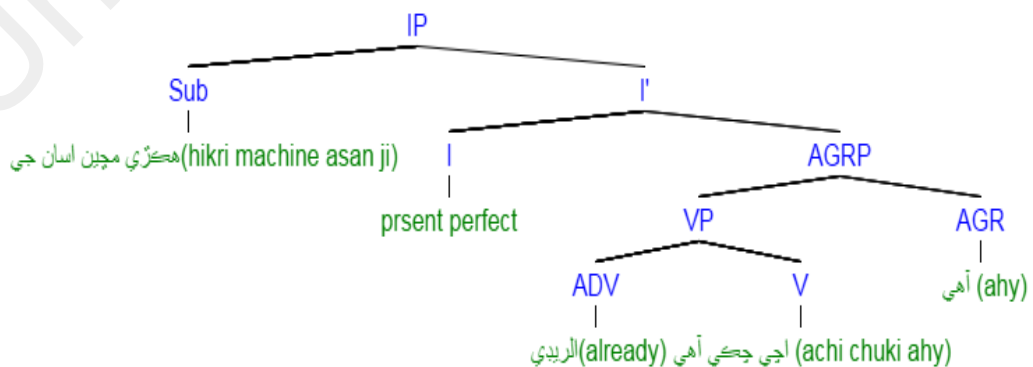 IP
Sub
I'
هڪڙي مچين اسان جي(hikri machine asan ji)
I
AGRP
prsent perfect
VP
AGR
ADV
V
آهي (ahy)
الريڊي(already) اچي چڪي آهي (achi chuki ahy)